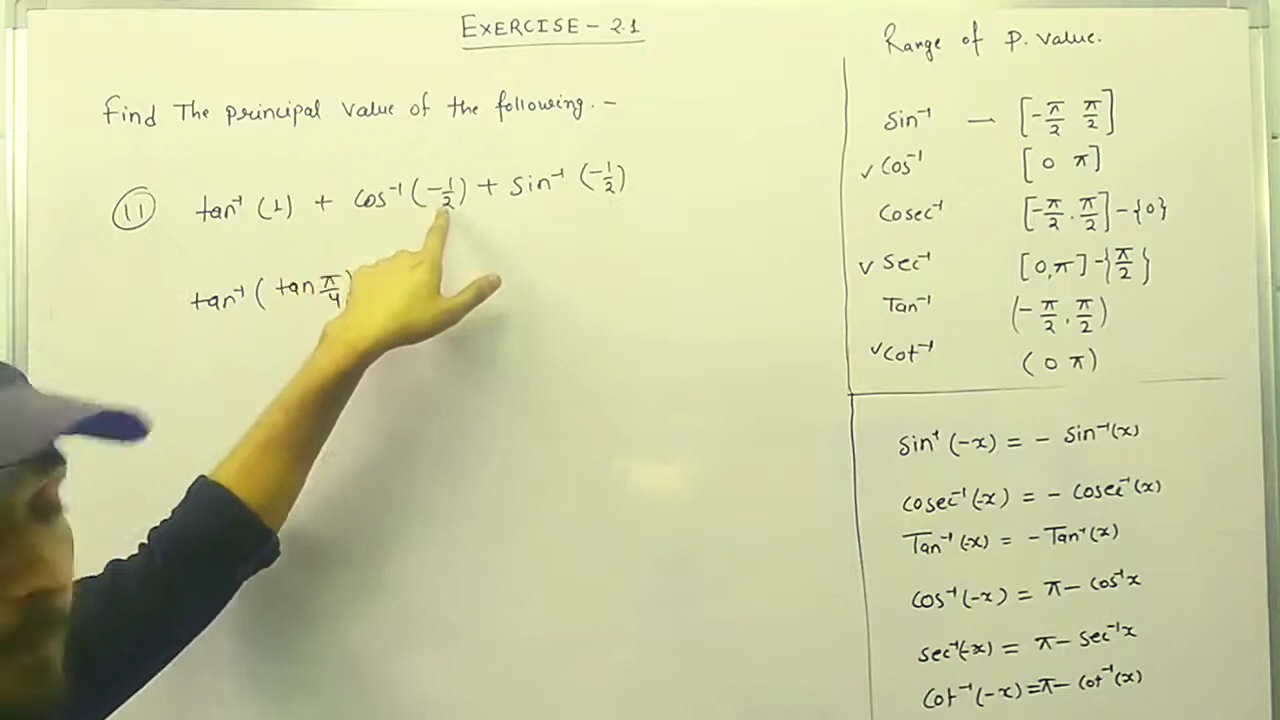 EXERCISE - 2.1
Find The principal value of the following. -
(11) tan⁻¹ (1) + cos⁻¹ (-1/2) + sin⁻¹ (-1/2)
tan⁻¹ ( tan π/4 )
Range of P. value.
Sin⁻¹ — [-π/2 π/2]
✓ Cos⁻¹ [0 π]
Cosec⁻¹ [-π/2 . π/2] - {0}
✓ Sec⁻¹ [0,π] - {π/2}
Tan⁻¹ (-π/2 . π/2)
✓Cot⁻¹ (0 π)
Sin⁻¹ (-x) = - Sin⁻¹(x)
Cosec⁻¹(-x) = - Cosec⁻¹(x)
Tan⁻¹(-x) = - Tan⁻¹(x)
Cos⁻¹(-x) = π - Cos⁻¹x
sec⁻¹(-x) = π - sec⁻¹x
Cot⁻¹(-x) = π - Cot⁻¹(x)